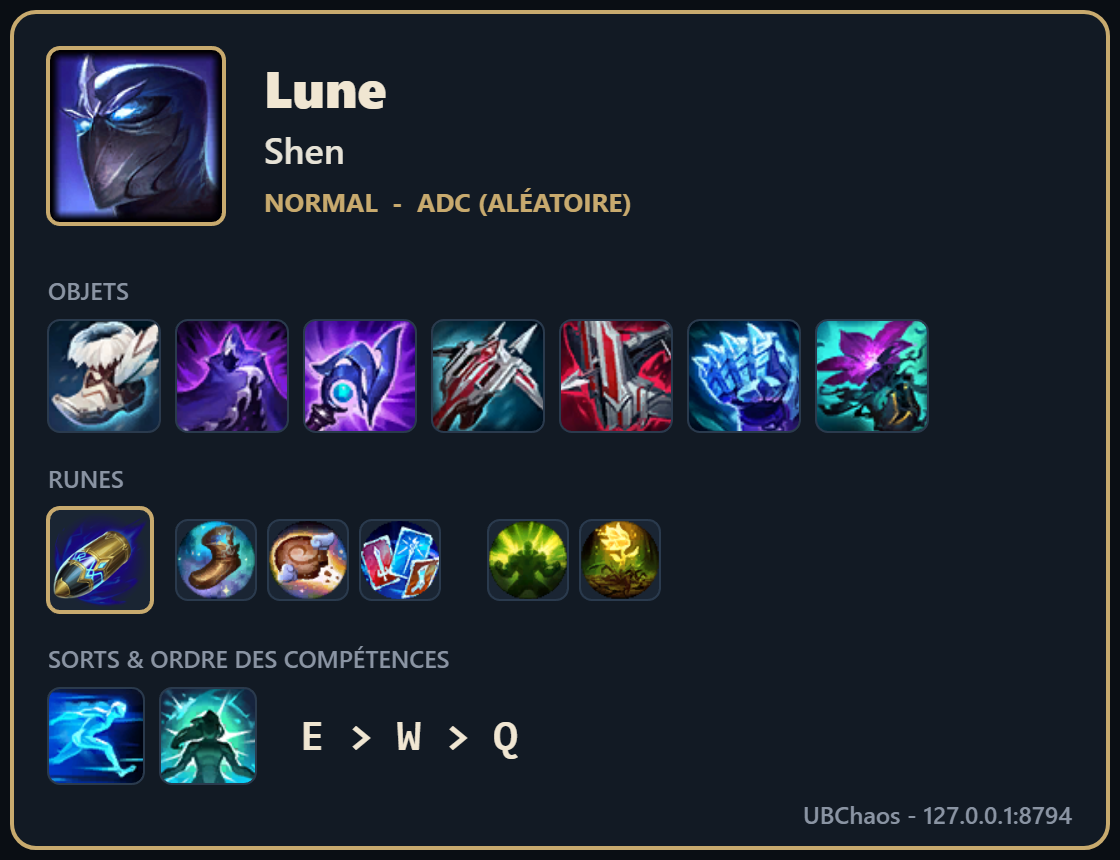 Lune
Shen
NORMAL - ADC (ALÉATOIRE)
OBJETS
RUNES
SORTS & ORDRE DES COMPÉTENCES
E > W > Q
UBChaos - 127.0.0.1:8794